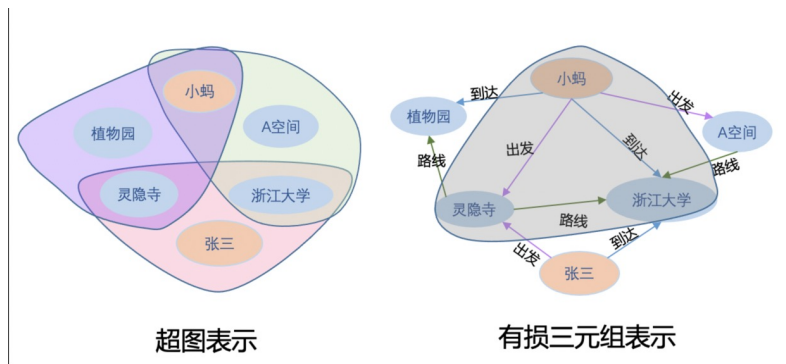 小蚂
植物园
A空间
灵隐寺
浙江大学
张三
超图表示
小蚂
到达
出发
植物园
A空间
出发
到达
路线
路线
灵隐寺
浙江大学
路线
到达
出发
张三
有损三元组表示